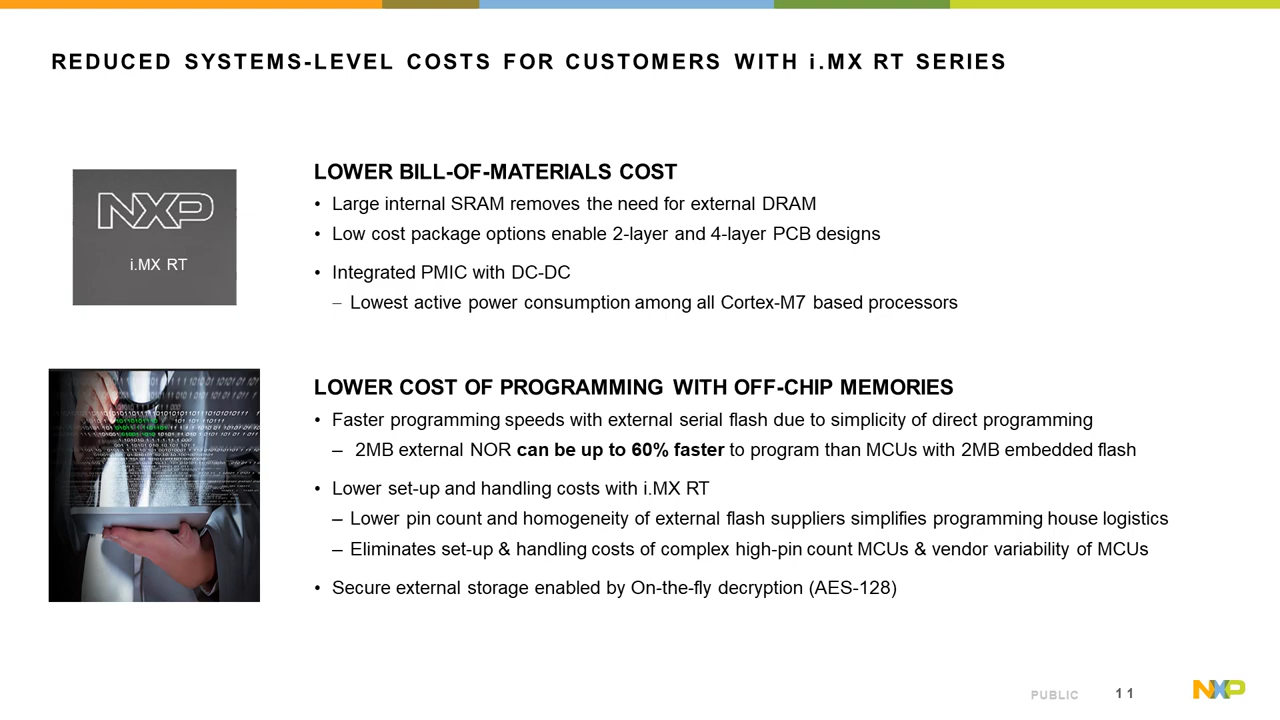 REDUCED SYSTEMS-LEVEL COSTS FOR CUSTOMERS WITH i.MX RT SERIES
NXP
i.MX RT
LOWER BILL-OF-MATERIALS COST
• Large internal SRAM removes the need for external DRAM
• Low cost package options enable 2-layer and 4-layer PCB designs
• Integrated PMIC with DC-DC
− Lowest active power consumption among all Cortex-M7 based processors
LOWER COST OF PROGRAMMING WITH OFF-CHIP MEMORIES
• Faster programming speeds with external serial flash due to simplicity of direct programming
– 2MB external NOR can be up to 60% faster to program than MCUs with 2MB embedded flash
• Lower set-up and handling costs with i.MX RT
– Lower pin count and homogeneity of external flash suppliers simplifies programming house logistics
– Eliminates set-up & handling costs of complex high-pin count MCUs & vendor variability of MCUs
• Secure external storage enabled by On-the-fly decryption (AES-128)
PUBLIC
11
NXP